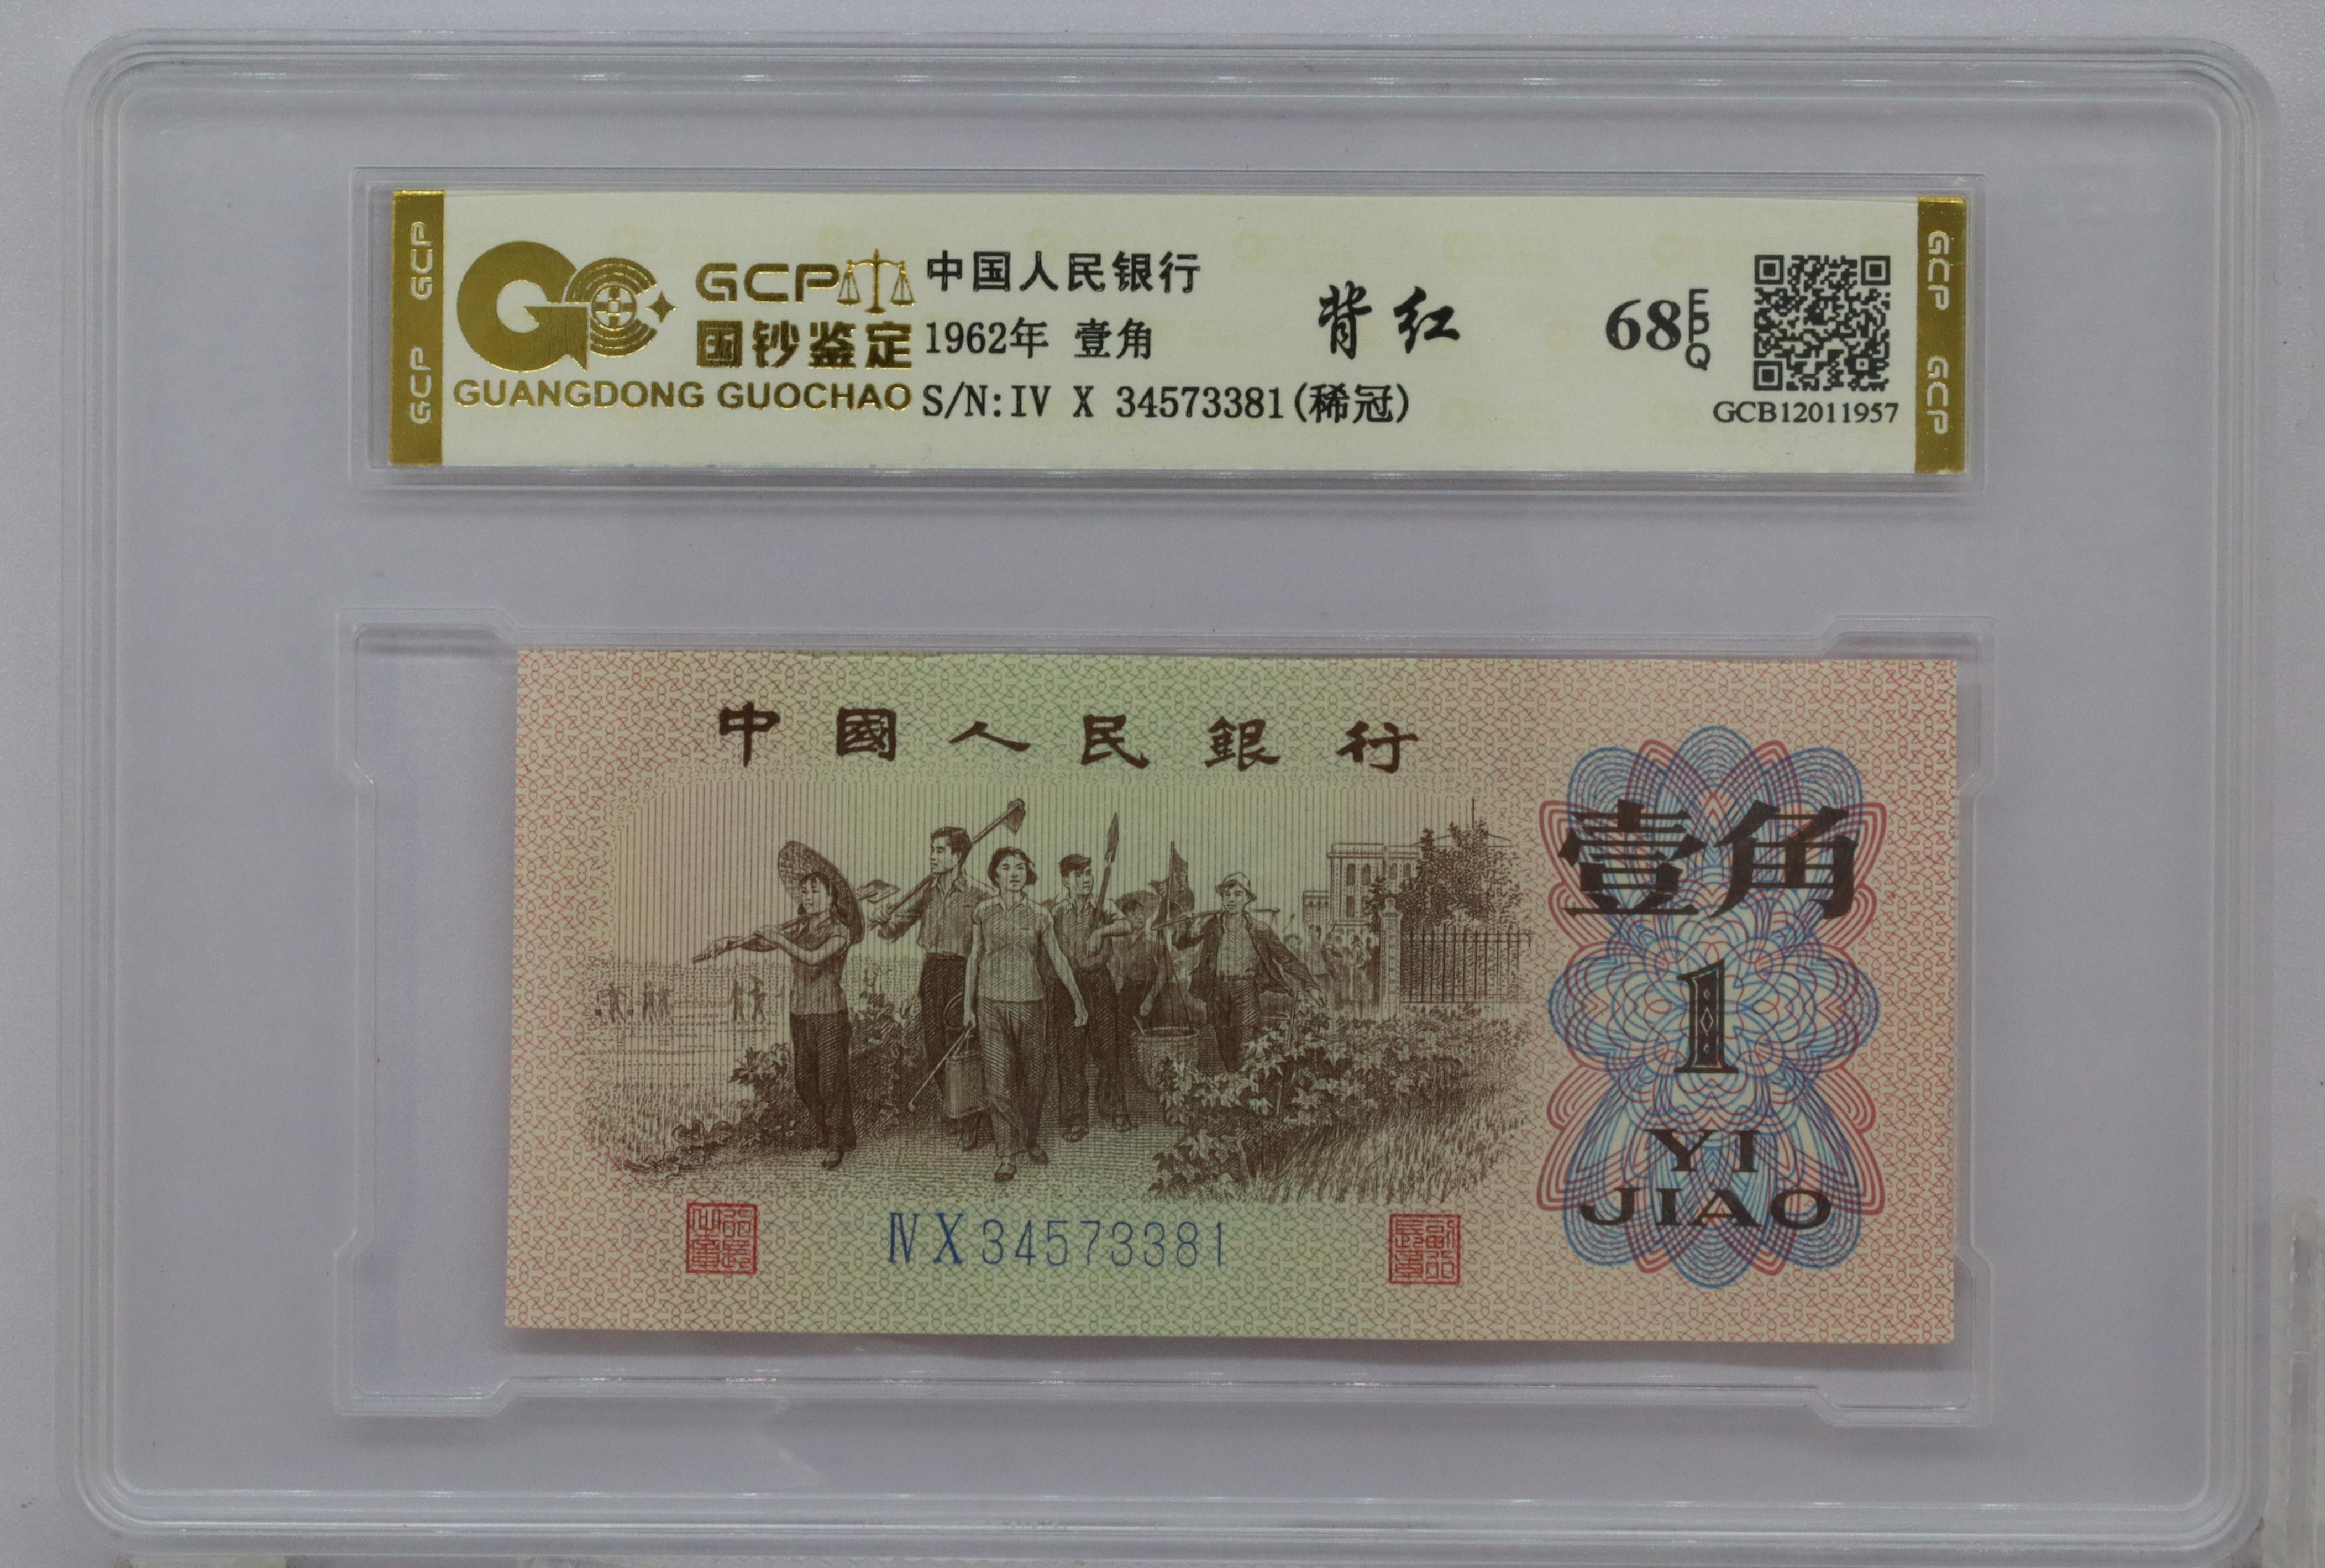 GCP
GCP
GCP
国钞鉴定
GUANGDONG GUOCHAO
中国人民银行
1962年 壹角
S/N:IV X 34573381(稀冠)
背红
68 EPQ
GCB12011957
GCP
GCP
中國人民銀行
壹角
1
YI
JIAO
ⅣX34573381